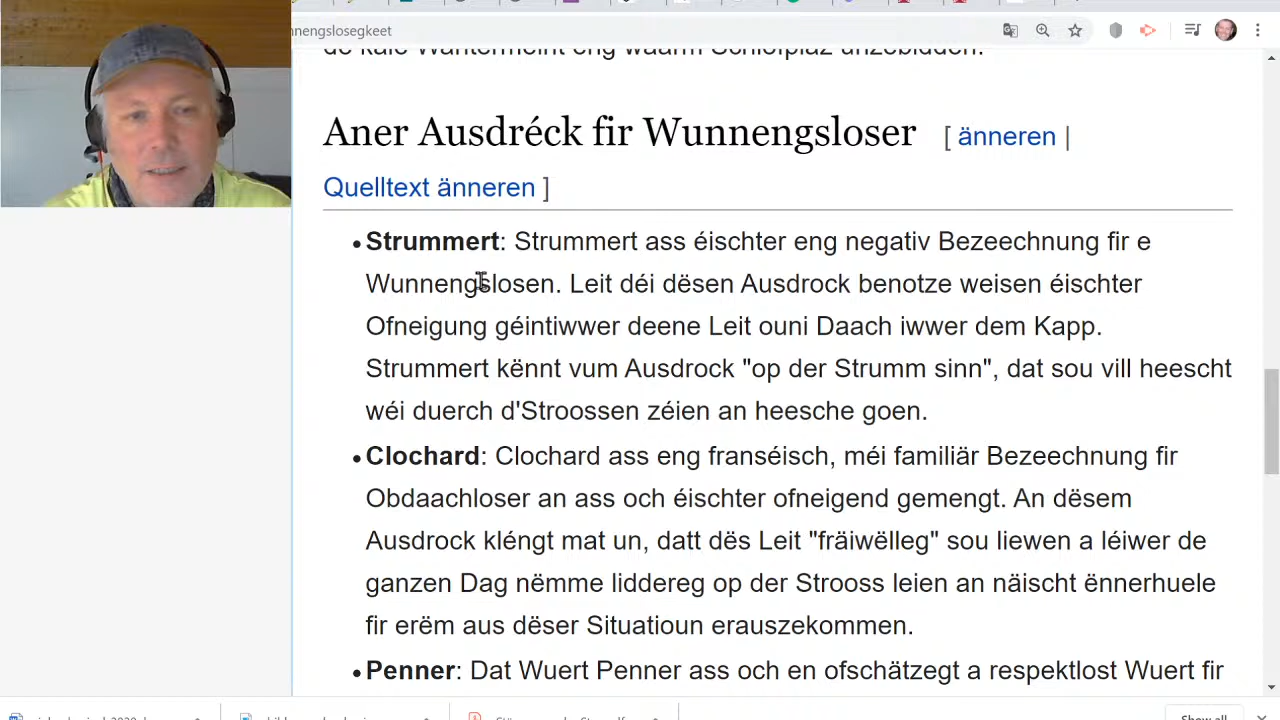 nnengslosegkeet
Aner Ausdréck fir Wunnengsloser [ änneren |
Quelltext änneren ]
• Strummert: Strummert ass éischter eng negativ Bezeechnung fir e
Wunnengslosen. Leit déi dësen Ausdrock benotze weisen éischter
Ofneigung géintiwwer deene Leit ouni Daach iwwer dem Kapp.
Strummert kënnt vum Ausdrock "op der Strumm sinn", dat sou vill heescht
wéi duerch d'Stroossen zéien an heesche goen.
• Clochard: Clochard ass eng franséisch, méi familiär Bezeechnung fir
Obdaachloser an ass och éischter ofneigend gemengt. An dësem
Ausdrock kléngt mat un, datt dës Leit "fräiwëlleg" sou liewen a léiwer de
ganzen Dag nëmme liddereg op der Strooss leien an näischt ënnerhuele
fir erëm aus dëser Situatioun erauszekommen.
• Penner: Dat Wuert Penner ass och en ofschätzegt a respektlost Wuert fir
Show all